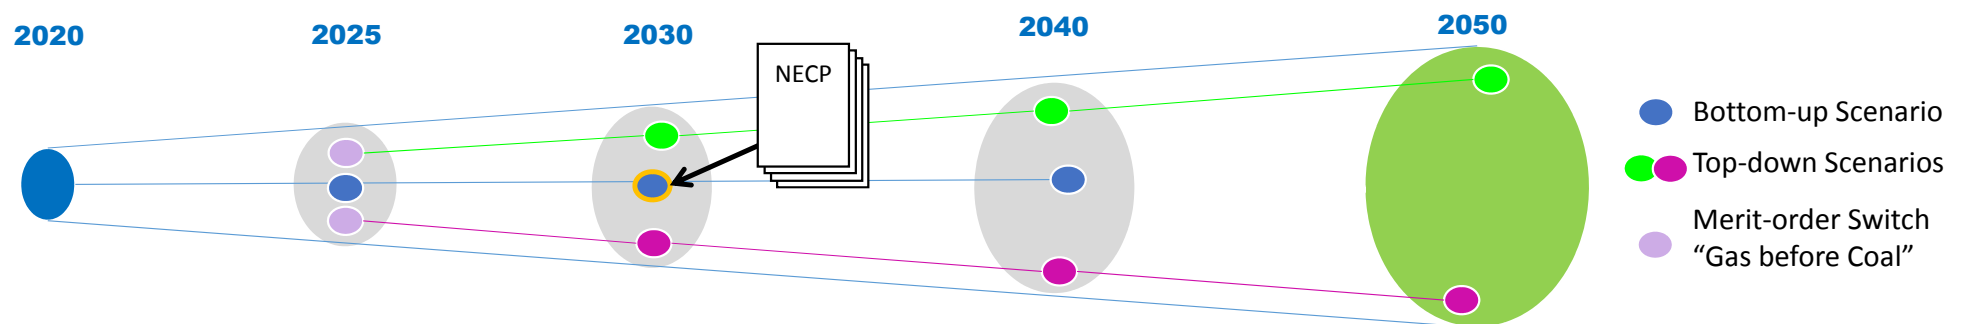 2020
2025
2030
2040
2050
NECP
Bottom-up Scenario
Top-down Scenarios
Merit-order Switch
“Gas before Coal”